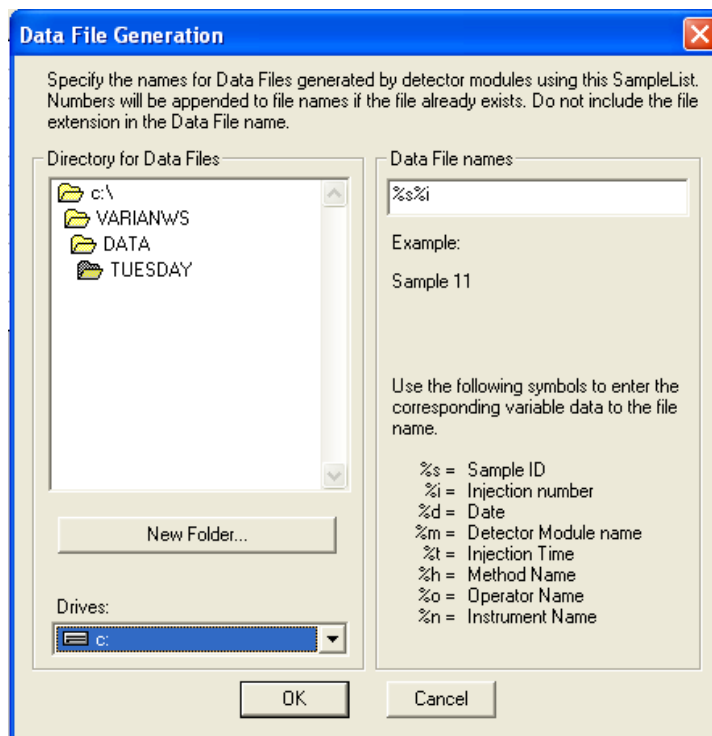 Data File Generation
Specify the names for Data Files generated by detector modules using this SampleList.
Numbers will be appended to file names if the file already exists. Do not include the file
extension in the Data File name.
Directory for Data Files
c:\
VARIANWS
DATA
TUESDAY
New Folder...
Drives:
c:
Data File names
%s%i
Example:
Sample 11
Use the following symbols to enter the
corresponding variable data to the file
name.
%s = Sample ID
%i = Injection number
%d = Date
%m = Detector Module name
%t = Injection Time
%h = Method Name
%o = Operator Name
%n = Instrument Name
OK
Cancel